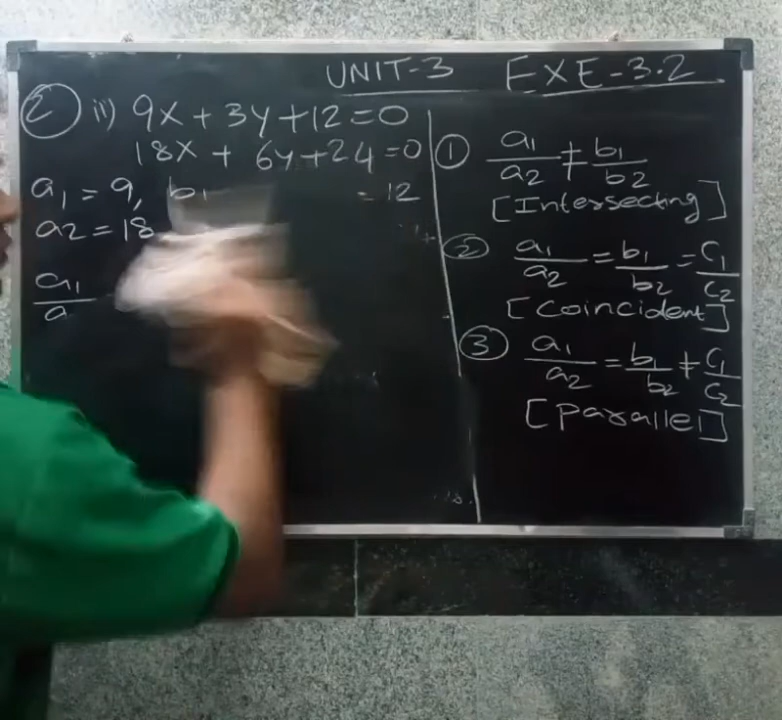 UNIT-3 EXE-3.2
② ii) 9x + 3y + 12 = 0
18x + 6y + 24 = 0
a1 = 9, b1 = 12
a2 = 18
a1
a
① a1/a2 ≠ b1/b2
[Intersecting]
② a1/a2 = b1/b2 = c1/c2
[Coincident]
③ a1/a2 = b1/b2 ≠ c1/c2
[Parallel]